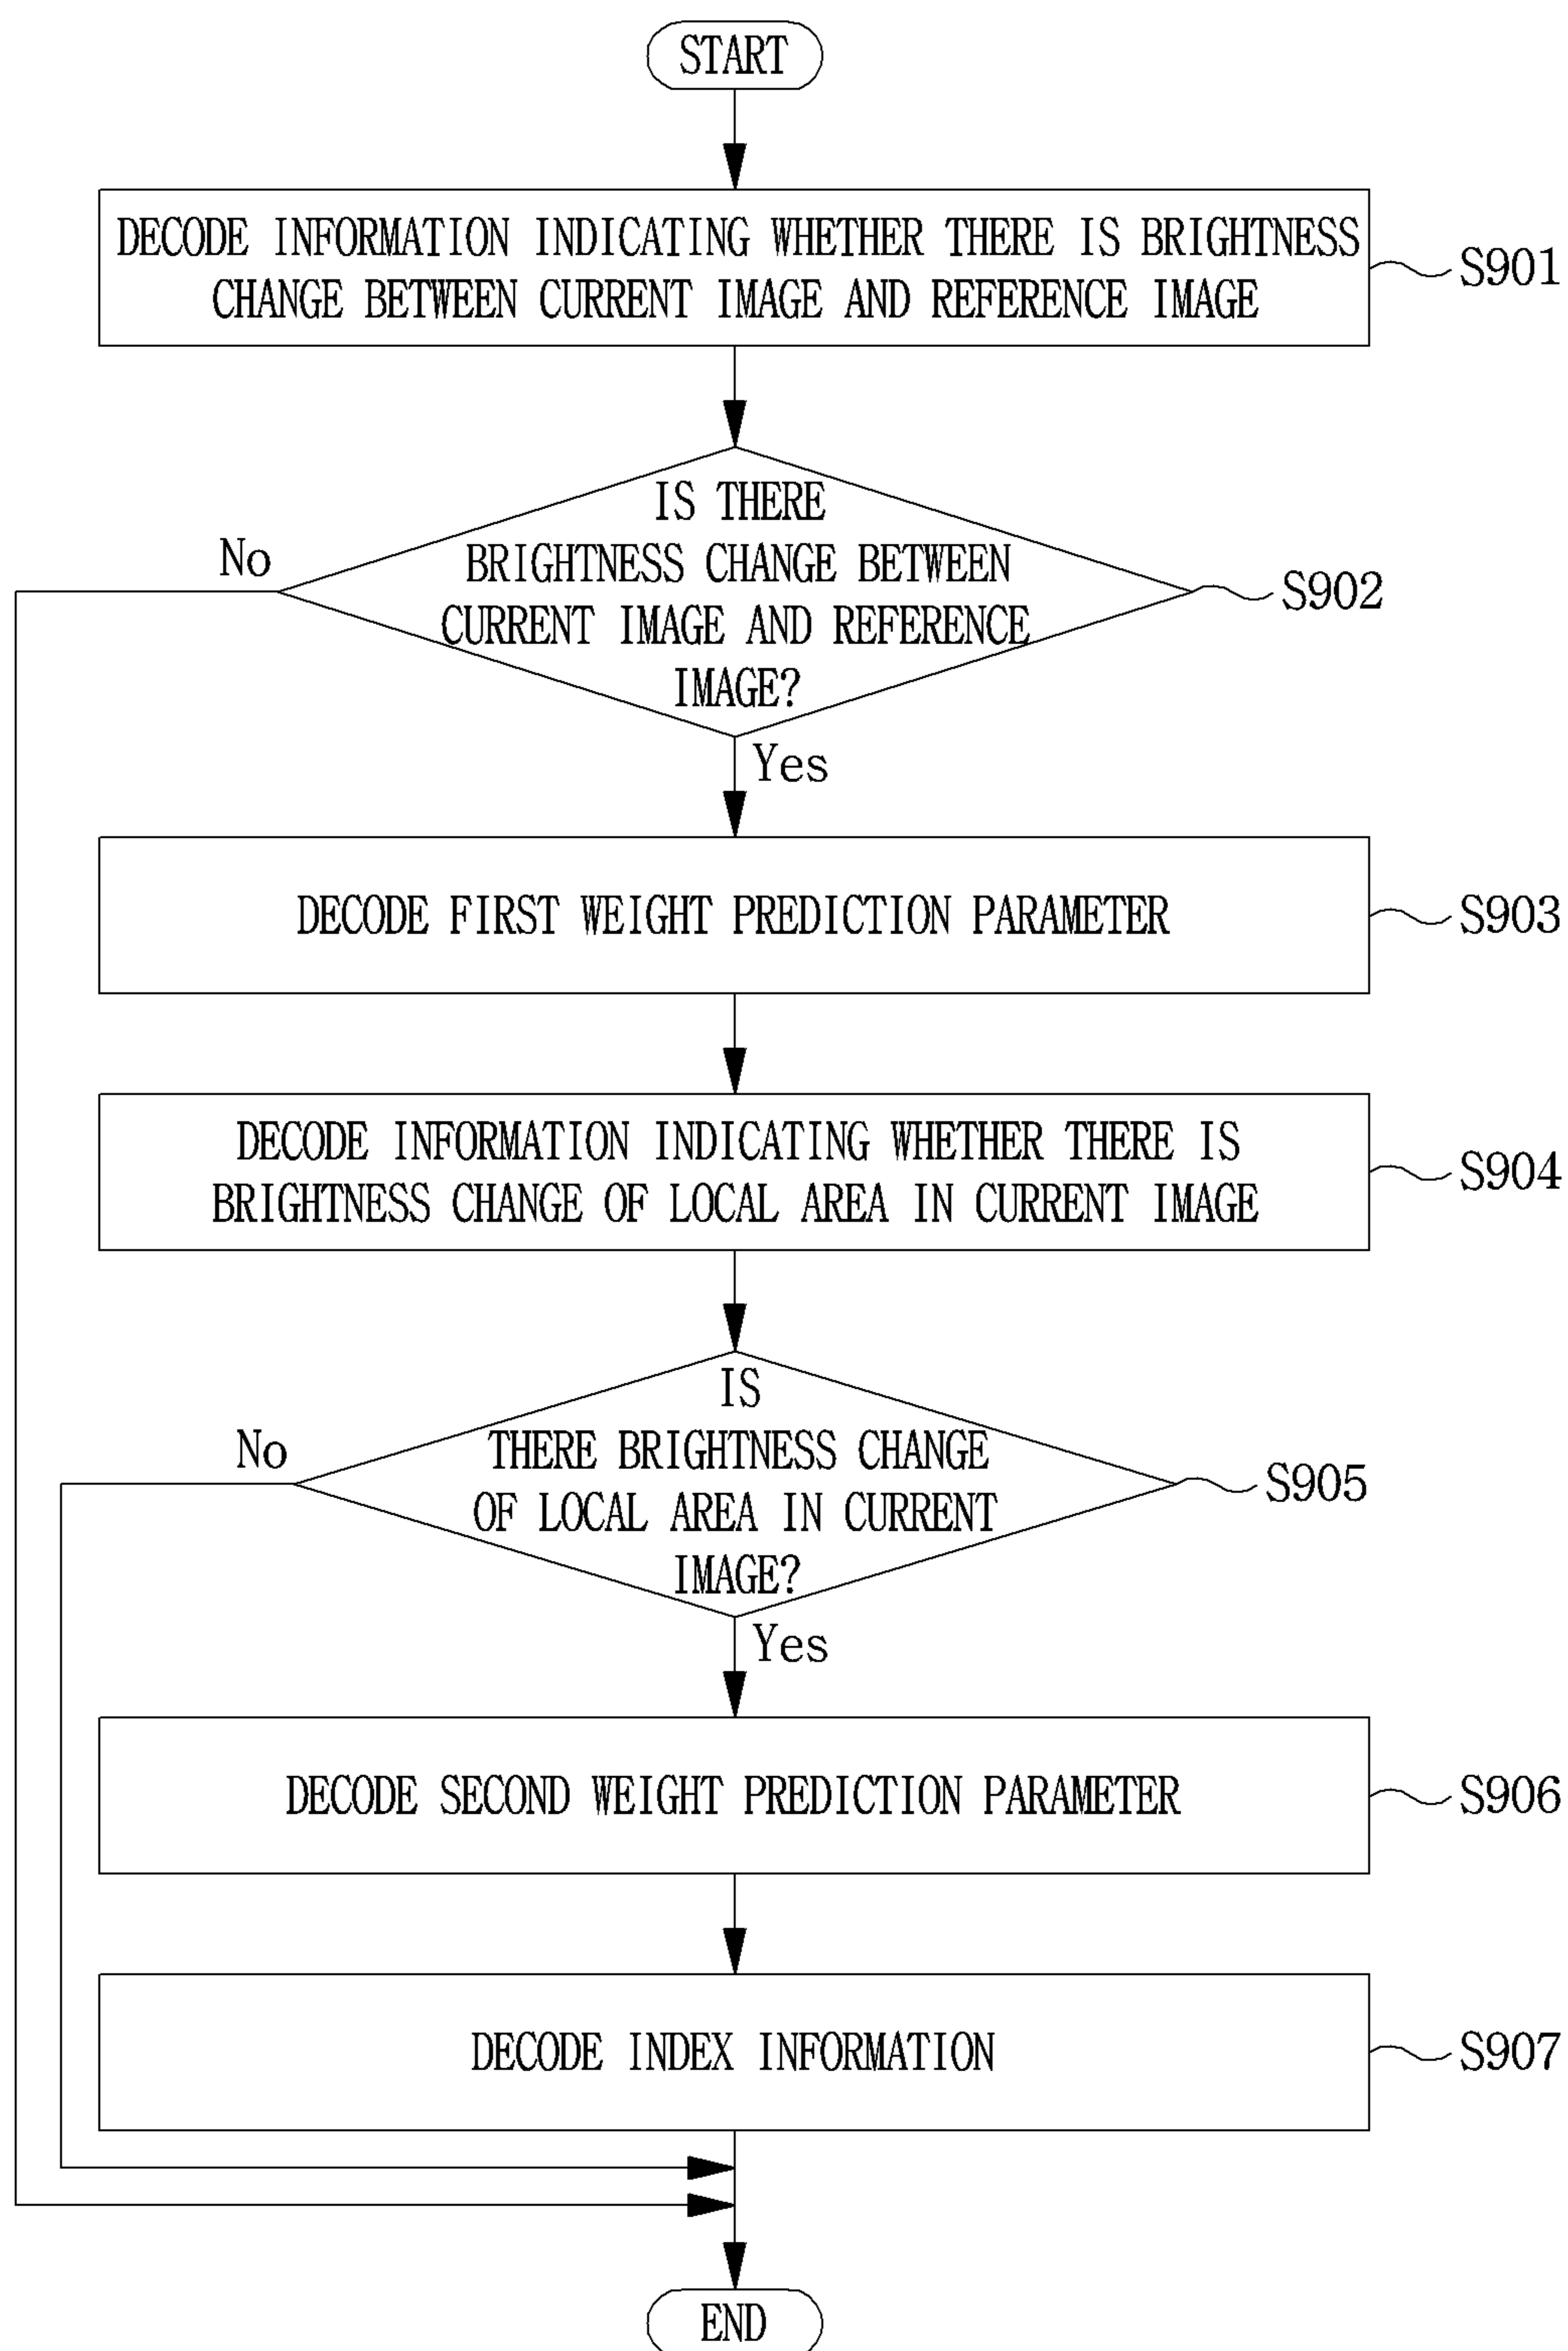 START
DECODE INFORMATION INDICATING WHETHER THERE IS BRIGHTNESS
CHANGE BETWEEN CURRENT IMAGE AND REFERENCE IMAGE
S901
IS THERE
BRIGHTNESS CHANGE BETWEEN
CURRENT IMAGE AND REFERENCE
IMAGE?
No
S902
Yes
DECODE FIRST WEIGHT PREDICTION PARAMETER
S903
DECODE INFORMATION INDICATING WHETHER THERE IS
BRIGHTNESS CHANGE OF LOCAL AREA IN CURRENT IMAGE
S904
IS
THERE BRIGHTNESS CHANGE
OF LOCAL AREA IN CURRENT
IMAGE?
No
S905
Yes
DECODE SECOND WEIGHT PREDICTION PARAMETER
S906
DECODE INDEX INFORMATION
S907
END